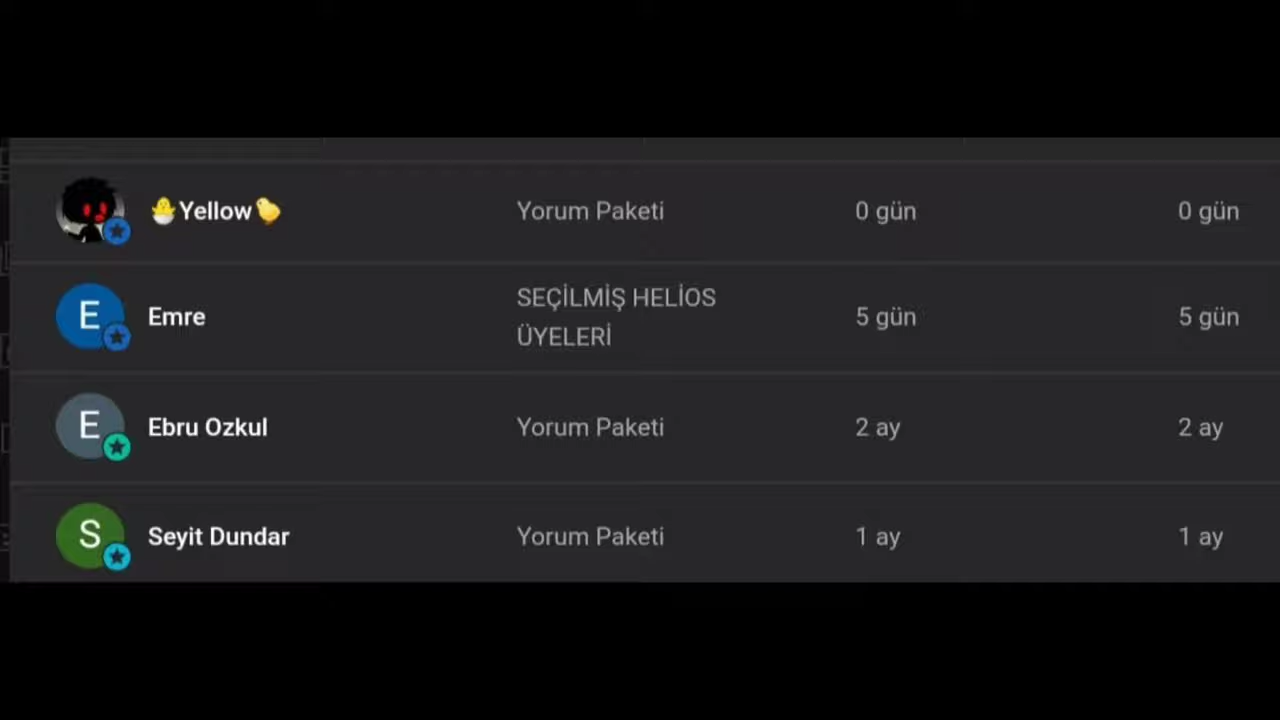 🐣Yellow🐤 Yorum Paketi 0 gün 0 gün
E Emre SEÇİLMİŞ HELİOS 5 gün 5 gün
ÜYELERİ
E Ebru Ozkul Yorum Paketi 2 ay 2 ay
S Seyit Dundar Yorum Paketi 1 ay 1 ay